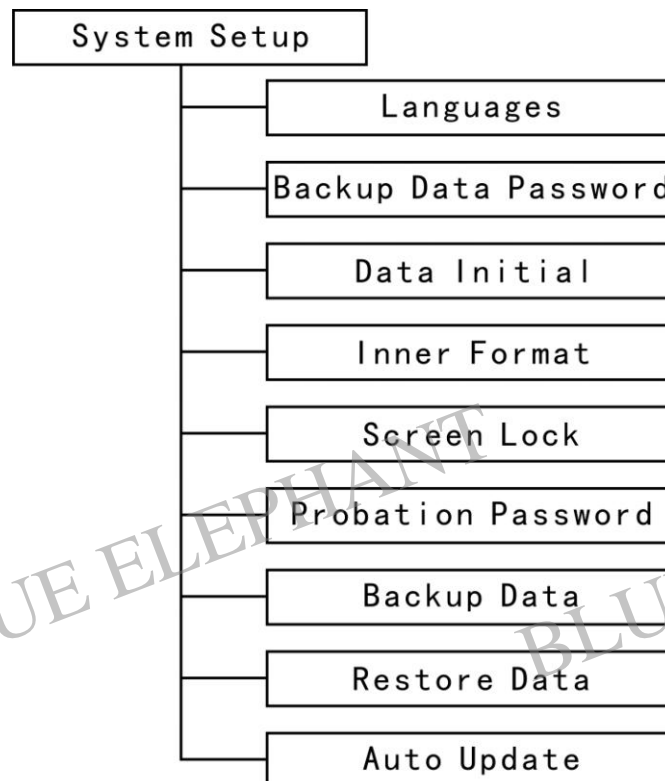 System Setup
Languages
Backup Data Password
Data Initial
Inner Format
Screen Lock
Probation Password
Backup Data
Restore Data
Auto Update
UE ELEPHANT
BLU